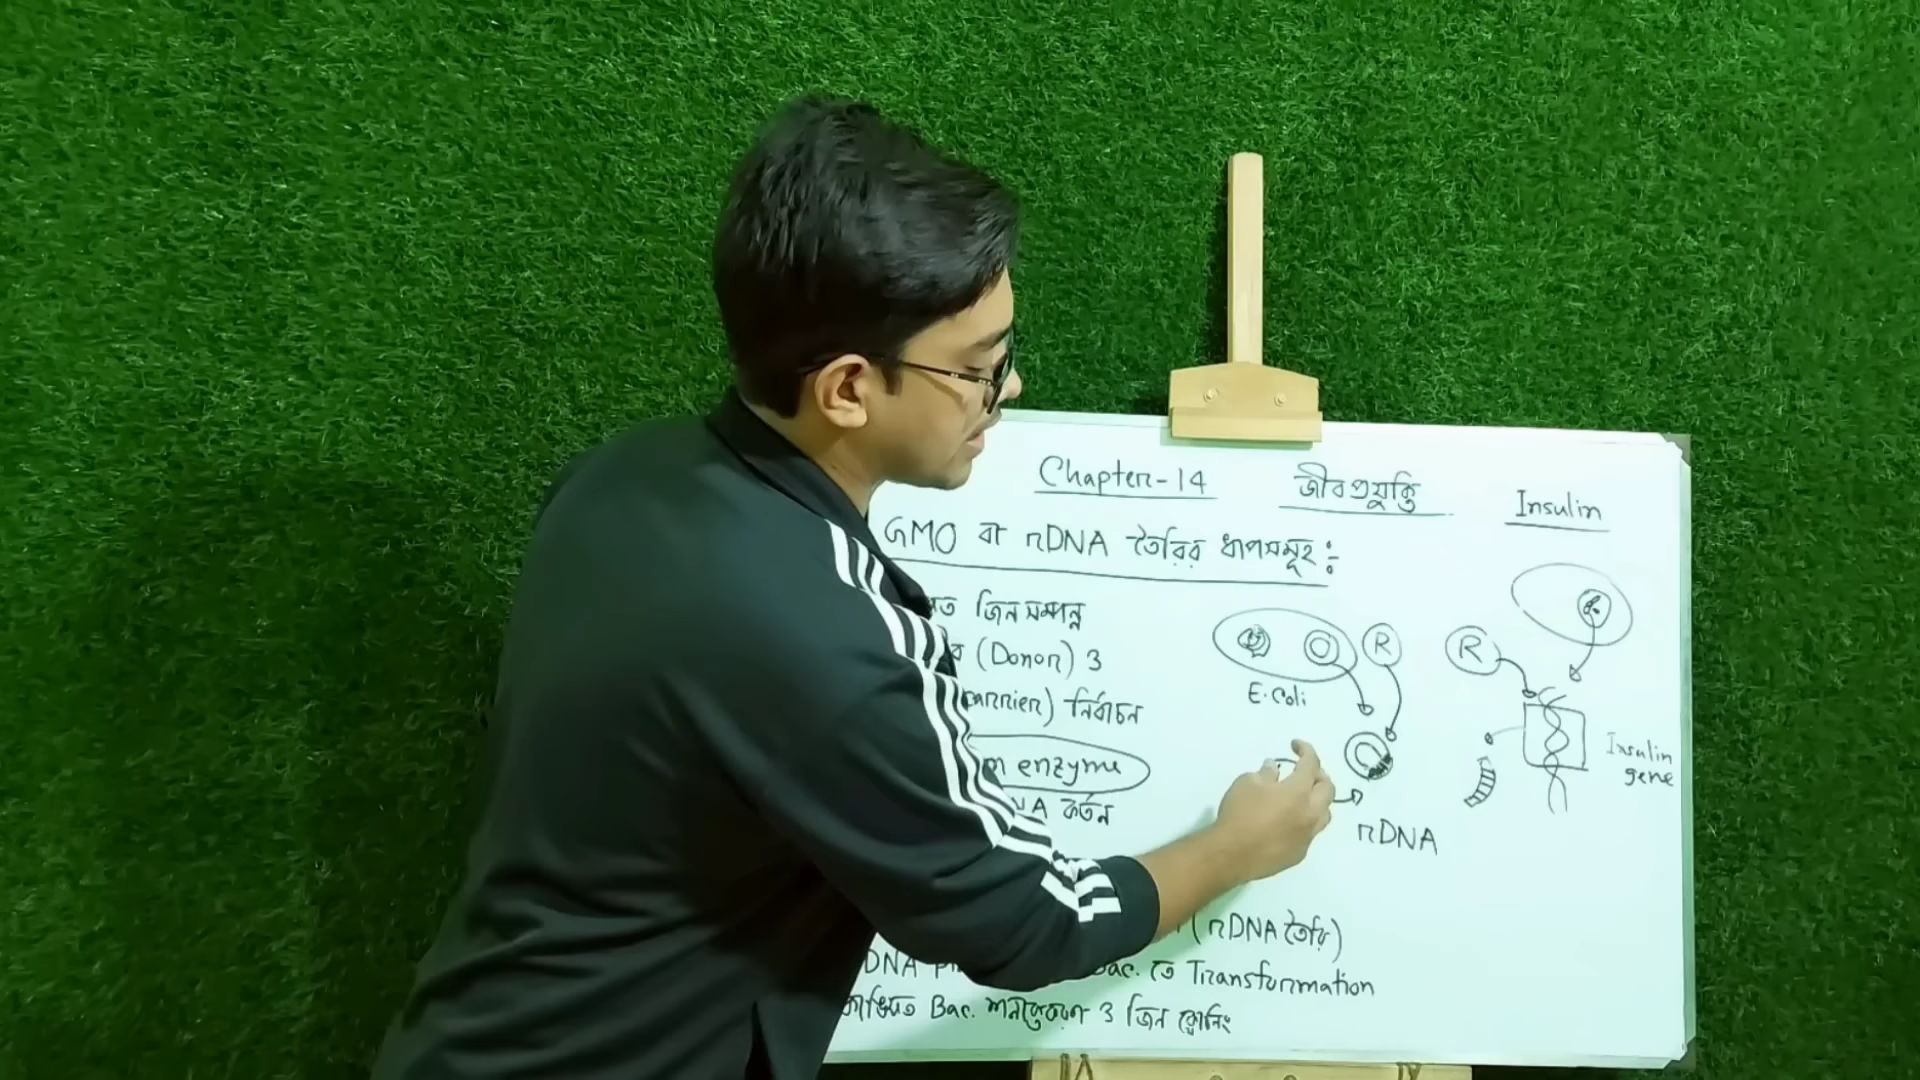 Chapter-14 জীবপ্রযুক্তি Insulin
GMO বা rDNA তৈরির ধাপসমূহ :-
জিন সম্পন্ন
(Donor) ও
carrier) নির্বাচন
enzyme
কর্তন
R
E. Coli
rDNA
R
Insulin
gene
(rDNA তৈরি)
DNA Bac. তে Transformation
Bac. শনাক্তকরণ ও জিন ক্লোনিং